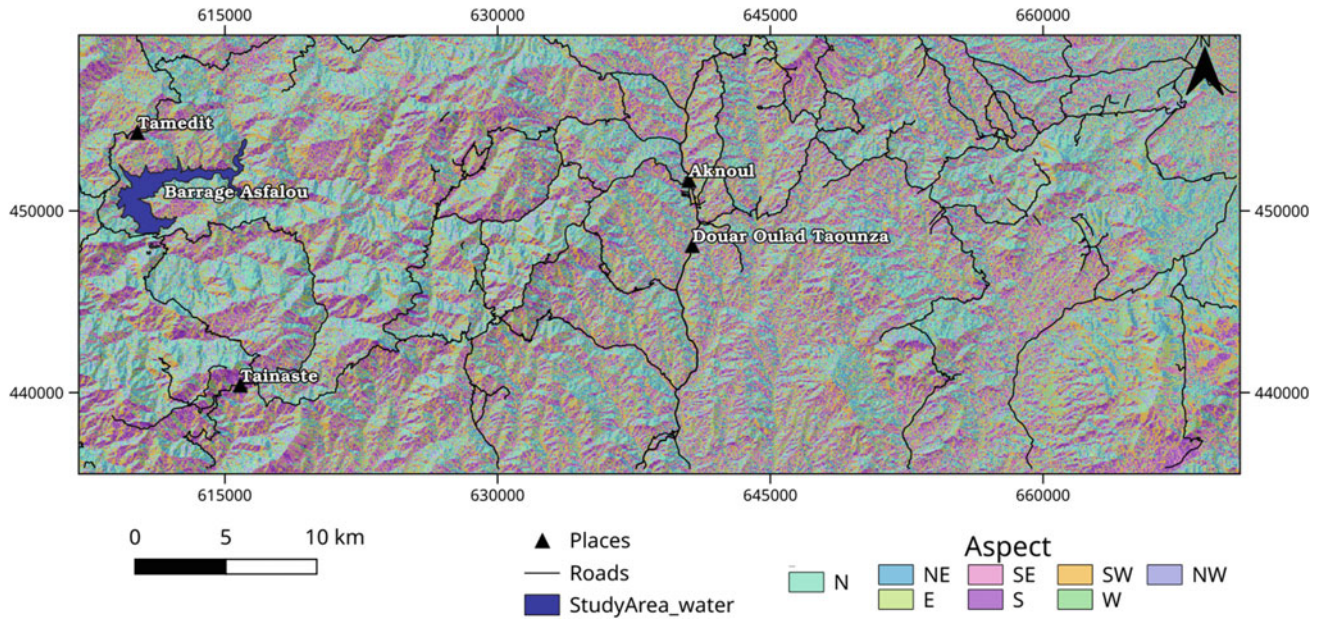 615000 630000 645000 660000
N
Tamedit
Aknoul
Barrage Asfalou
450000 450000
Douar Oulad Taounza
Tainaste
440000 440000
615000 630000 645000 660000
0 5 10 km
Places
Roads
StudyArea_water
Aspect
N NE SE SW NW
E S W